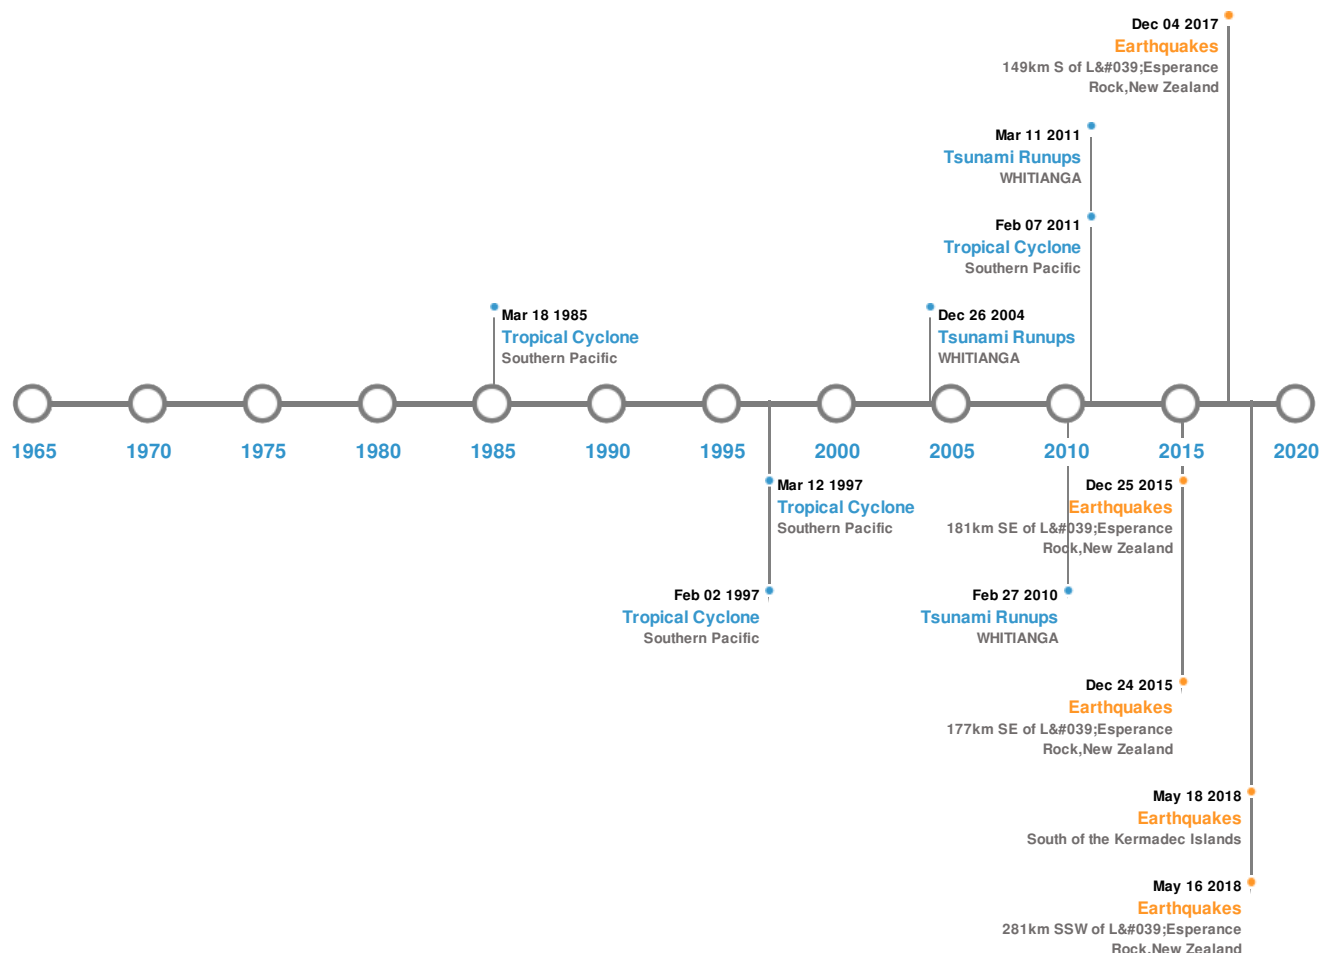 Dec 04 2017
Earthquakes
149km S of L&#039;Esperance
Rock,New Zealand
Mar 11 2011
Tsunami Runups
WHITIANGA
Feb 07 2011
Tropical Cyclone
Southern Pacific
Mar 18 1985
Tropical Cyclone
Southern Pacific
Dec 26 2004
Tsunami Runups
WHITIANGA
1965 1970 1975 1980 1985 1990 1995 2000 2005 2010 2015 2020
Mar 12 1997
Tropical Cyclone
Southern Pacific
Dec 25 2015
Earthquakes
181km SE of L&#039;Esperance
Rock,New Zealand
Feb 02 1997
Tropical Cyclone
Southern Pacific
Feb 27 2010
Tsunami Runups
WHITIANGA
Dec 24 2015
Earthquakes
177km SE of L&#039;Esperance
Rock,New Zealand
May 18 2018
Earthquakes
South of the Kermadec Islands
May 16 2018
Earthquakes
281km SSW of L&#039;Esperance
Rock,New Zealand